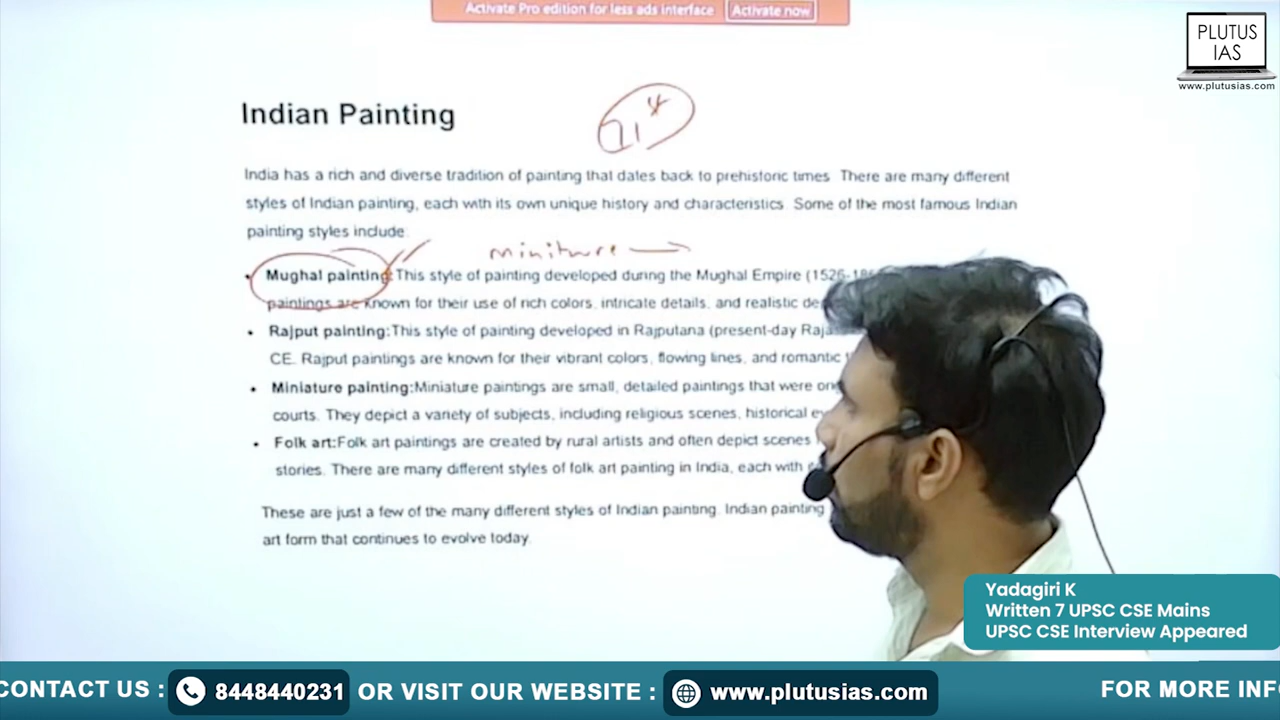 Activate Pro edition for less ads interface Activate now
PLUTUS
IAS
www.plutusias.com
Indian Painting
India has a rich and diverse tradition of painting that dates back to prehistoric times. There are many different
styles of Indian painting, each with its own unique history and characteristics. Some of the most famous Indian
painting styles include:
miniture
Mughal painting: This style of painting developed during the Mughal Empire (1526-18
paintings are known for their use of rich colors, intricate details, and realistic de
Rajput painting:This style of painting developed in Rajputana (present-day Raja
CE. Rajput paintings are known for their vibrant colors, flowing lines, and romantic
Miniature painting:Miniature paintings are small, detailed paintings that were
courts. They depict a variety of subjects, including religious scenes, historical
Folk art:Folk art paintings are created by rural artists and often depict scenes
stories. There are many different styles of folk art painting in India, each with
These are just a few of the many different styles of Indian painting. Indian painting
art form that continues to evolve today.
Yadagiri K
Written 7 UPSC CSE Mains
UPSC CSE Interview Appeared
CONTACT US : 8448440231 OR VISIT OUR WEBSITE : www.plutusias.com FOR MORE INF